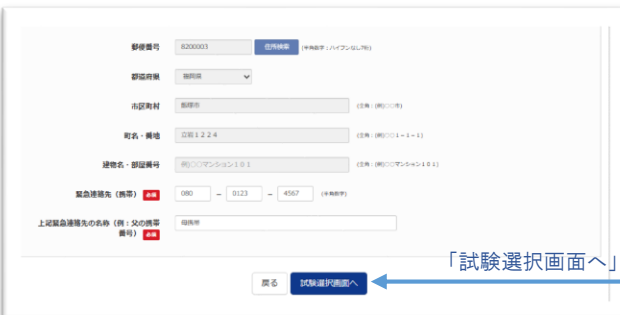 郵便番号 8200003 住所検索 (半角数字：ハイフンなし7桁)
都道府県 福岡県
市区町村 飯塚市 (全角：(例)○○市)
町名・番地 立岩１２２４ (全角：(例)○○１－１－１)
建物名・部屋番号 例)○○マンション１０１ (全角：(例)○○マンション１０１)
緊急連絡先（携帯） 必須 080 － 0123 － 4567 (半角数字)
上記緊急連絡先の名称（例：父の携帯
番号） 必須 母携帯
戻る 試験選択画面へ 「試験選択画面へ」